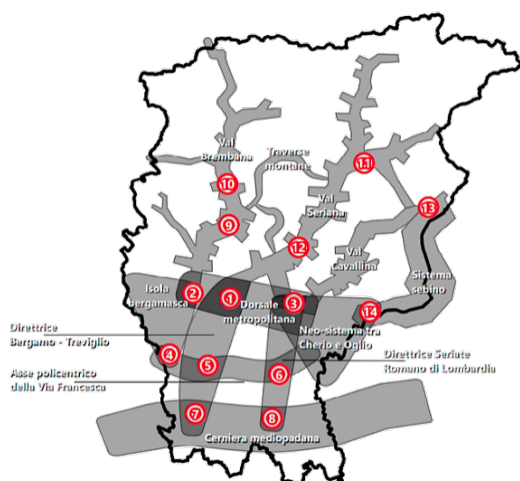 Val
Brembana
Traverse
montane
11
10
Val
Seriana
13
9
12
Val
Cavallina
Sistema
sebino
Isola
bergamasca
2
1
Dorsale
metropolitana
3
14
Neo-sistema tra
Cherio e Oglio
Direttrice
Bergamo - Treviglio
4
5
6
Direttrice Seriate
Romano di Lombardia
Asse policentrico
della Via Francesca
7
8
Cerniera mediopadana